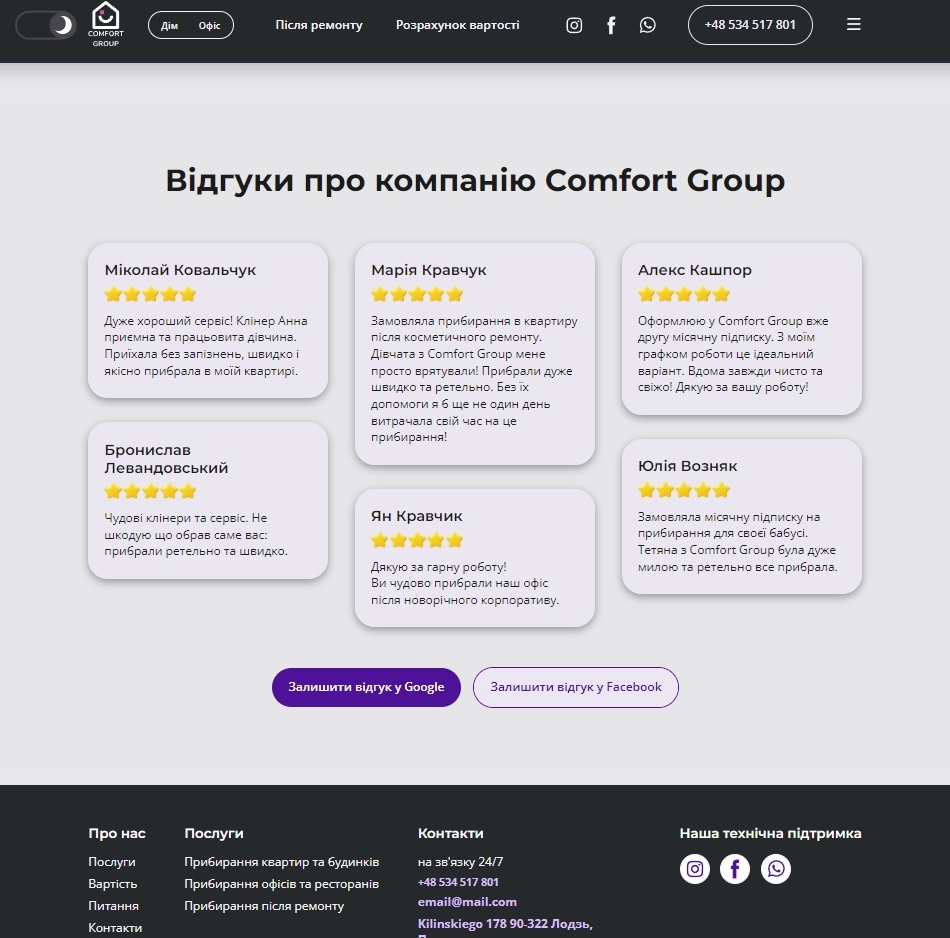 COMFORT
GROUP
Дім Офіс
Після ремонту
Розрахунок вартості
+48 534 517 801
Відгуки про компанію Comfort Group
Міколай Ковальчук
Дуже хороший сервіс! Клінер Анна
приємна та працьовита дівчина.
Приїхала без запізнень, швидко і
якісно прибрала в моїй квартирі.
Бронислав
Левандовський
Чудові клінери та сервіс. Не
шкодую що обрав саме вас:
прибрали ретельно та швидко.
Марія Кравчук
Замовляла прибирання в квартиру
після косметичного ремонту.
Дівчата з Comfort Group мене
просто врятували! Прибрали дуже
швидко та ретельно. Без їх
допомоги я б ще не один день
витрачала свій час на це
прибирання!
Ян Кравчик
Дякую за гарну роботу!
Ви чудово прибрали наш офіс
після новорічного корпоративу.
Алекс Кашпор
Оформлюю у Comfort Group вже
другу місячну підписку. З моїм
графком роботи це ідеальний
варіант. Вдома завжди чисто та
свіжо! Дякую за вашу роботу!
Юлія Возняк
Замовляла місячну підписку на
прибирання для своєї бабусі.
Тетяна з Comfort Group була дуже
милою та ретельно все прибрала.
Залишити відгук у Google
Залишити відгук у Facebook
Про нас
Послуги
Вартість
Питання
Контакти
Послуги
Прибирання квартир та будинків
Прибирання офісів та ресторанів
Прибирання після ремонту
Контакти
на зв'язку 24/7
+48 534 517 801
email@mail.com
Kilinskiego 178 90-322 Лодзь,
Наша технічна підтримка